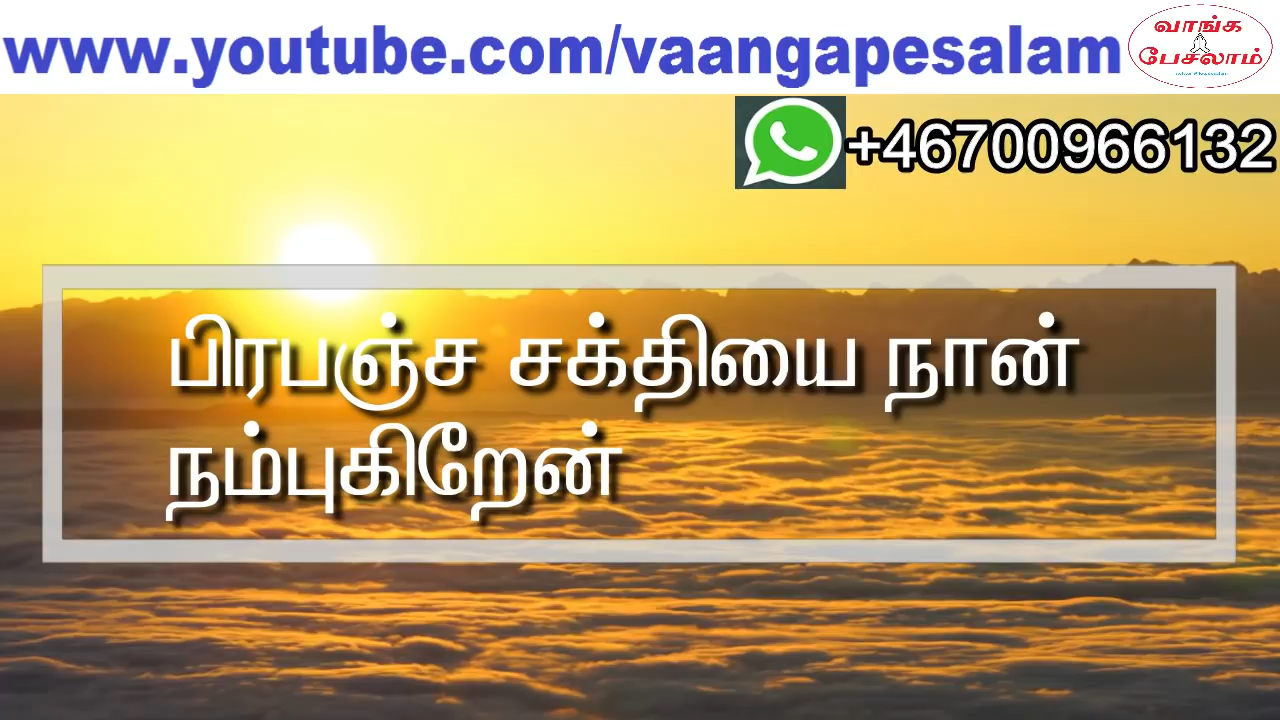 www.youtube.com/vaangapesalam
வாங்க
பேசலாம்
+46700966132
பிரபஞ்ச சக்தியை நான்
நம்புகிறேன்